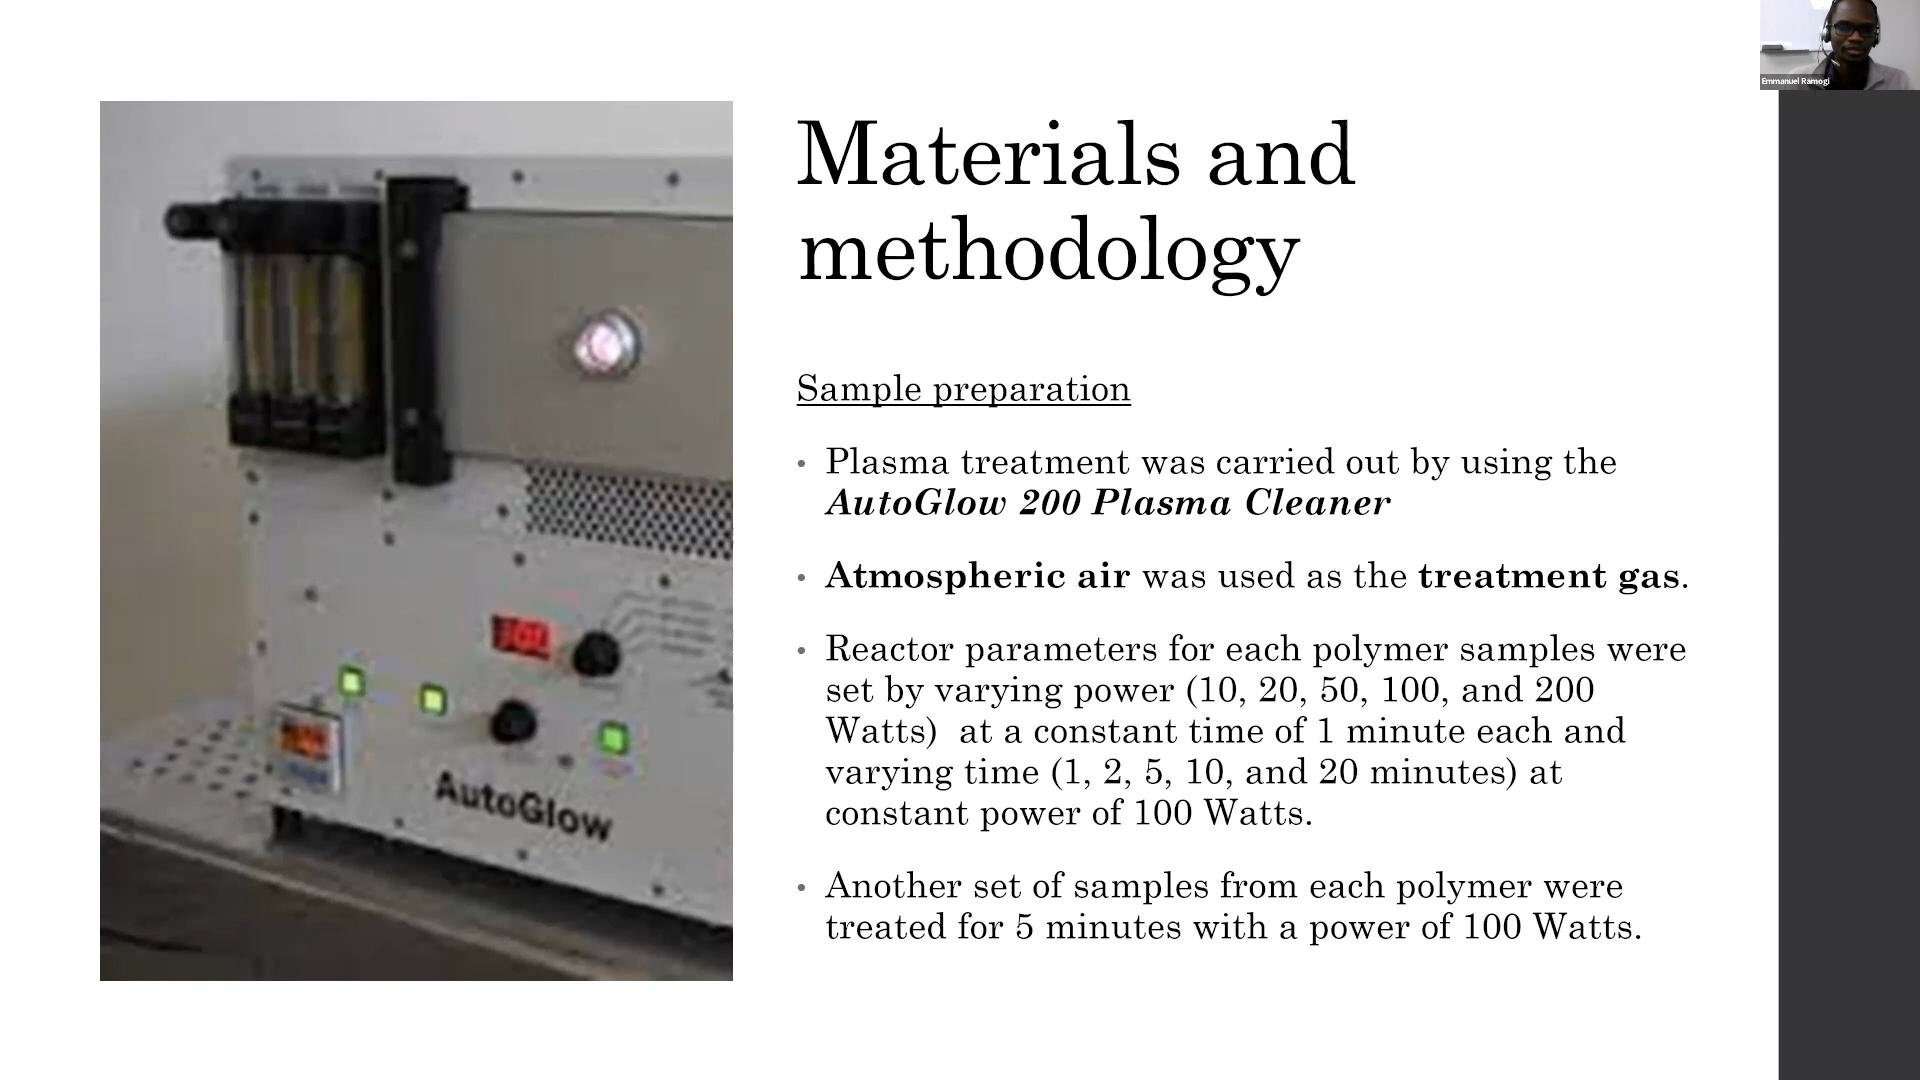 Emmanuel Ramogi
Materials and
methodology
Sample preparation
• Plasma treatment was carried out by using the
AutoGlow 200 Plasma Cleaner
• Atmospheric air was used as the treatment gas.
• Reactor parameters for each polymer samples were
set by varying power (10, 20, 50, 100, and 200
Watts)  at a constant time of 1 minute each and
varying time (1, 2, 5, 10, and 20 minutes) at
constant power of 100 Watts.
• Another set of samples from each polymer were
treated for 5 minutes with a power of 100 Watts.
AutoGlow